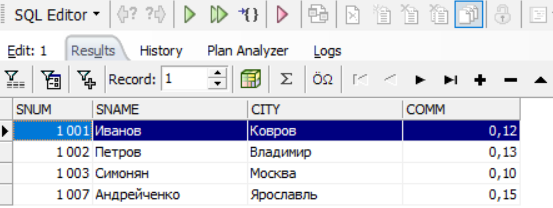 SQL Editor
Edit: 1 Results History Plan Analyzer Logs
Record: 1 Σ ÖΩ
SNUM SNAME CITY COMM
1 001 Иванов Ковров 0,12
1 002 Петров Владимир 0,13
1 003 Симонян Москва 0,10
1 007 Андрейченко Ярославль 0,15